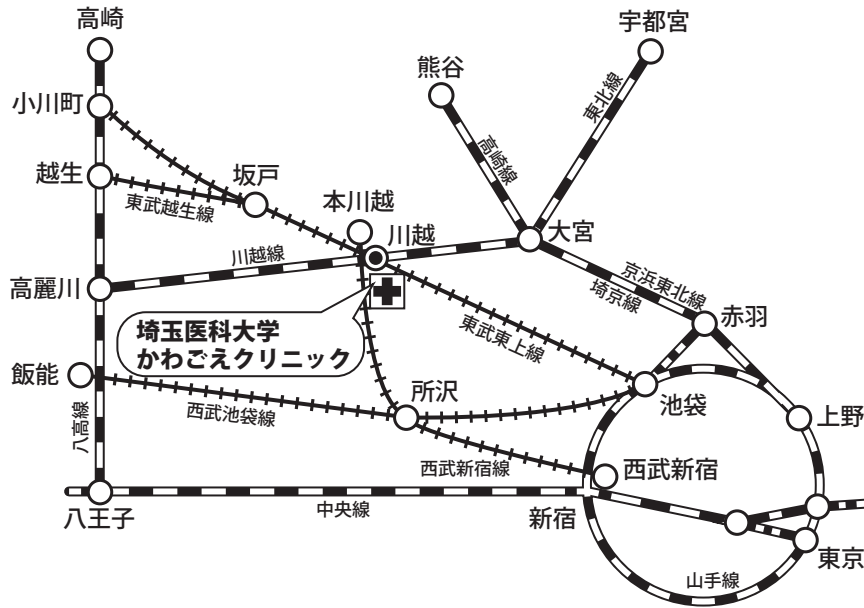 高崎
宇都宮
熊谷
小川町
東北線
高崎線
越生
坂戸
東武越生線
本川越
川越
大宮
川越線
高麗川
京浜東北線
埼京線
赤羽
埼玉医科大学
かわごえクリニック
東武東上線
飯能
所沢
池袋
上野
西武池袋線
八高線
西武新宿線
西武新宿
八王子
中央線
新宿
東京
山手線